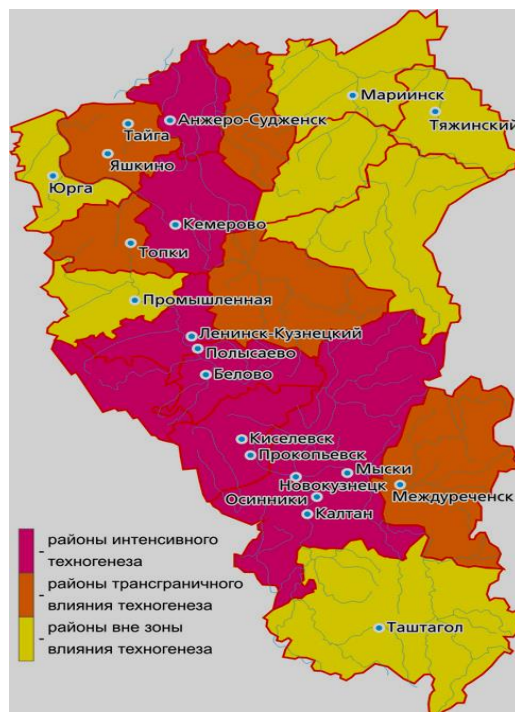 Мариинск
Тяжинский
Анжеро-Судженск
Тайга
Яшкино
Юрга
Кемерово
Топки
Промышленная
Ленинск-Кузнецкий
Полысаево
Белово
Киселевск
Прокопьевск
Мыски
Новокузнецк
Междуреченск
Осинники
Калтан
районы интенсивного
техногенеза
районы трансграничного
влияния техногенеза
районы вне зоны
влияния техногенеза
Таштагол